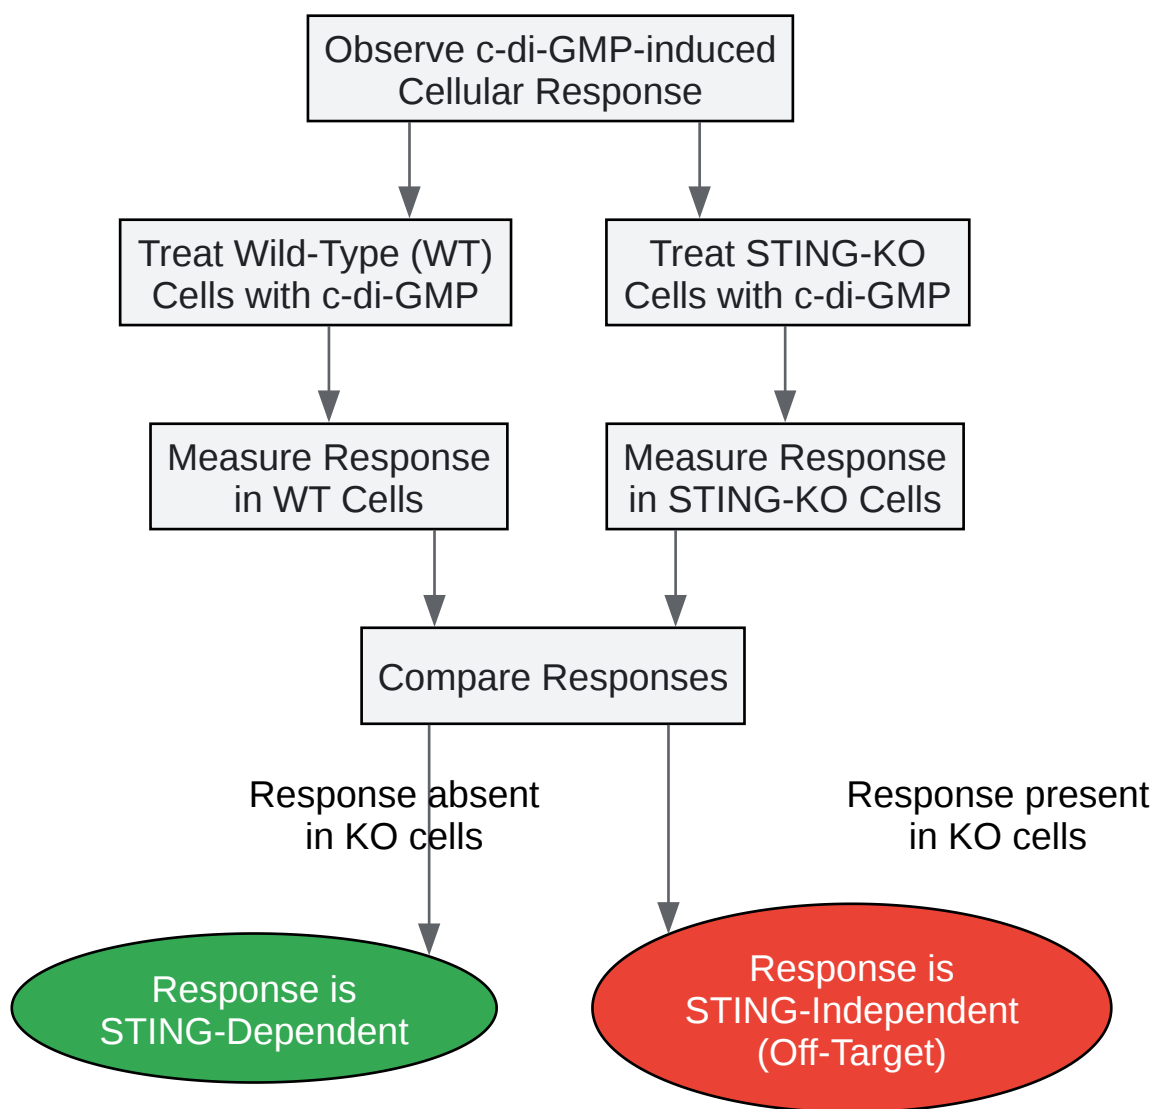 Observe c-di-GMP-induced
Cellular Response
Treat Wild-Type (WT)
Cells with c-di-GMP
Treat STING-KO
Cells with c-di-GMP
Measure Response
in WT Cells
Measure Response
in STING-KO Cells
Compare Responses
Response absent
in KO cells
Response present
in KO cells
Response is
STING-Dependent
Response is
STING-Independent
(Off-Target)